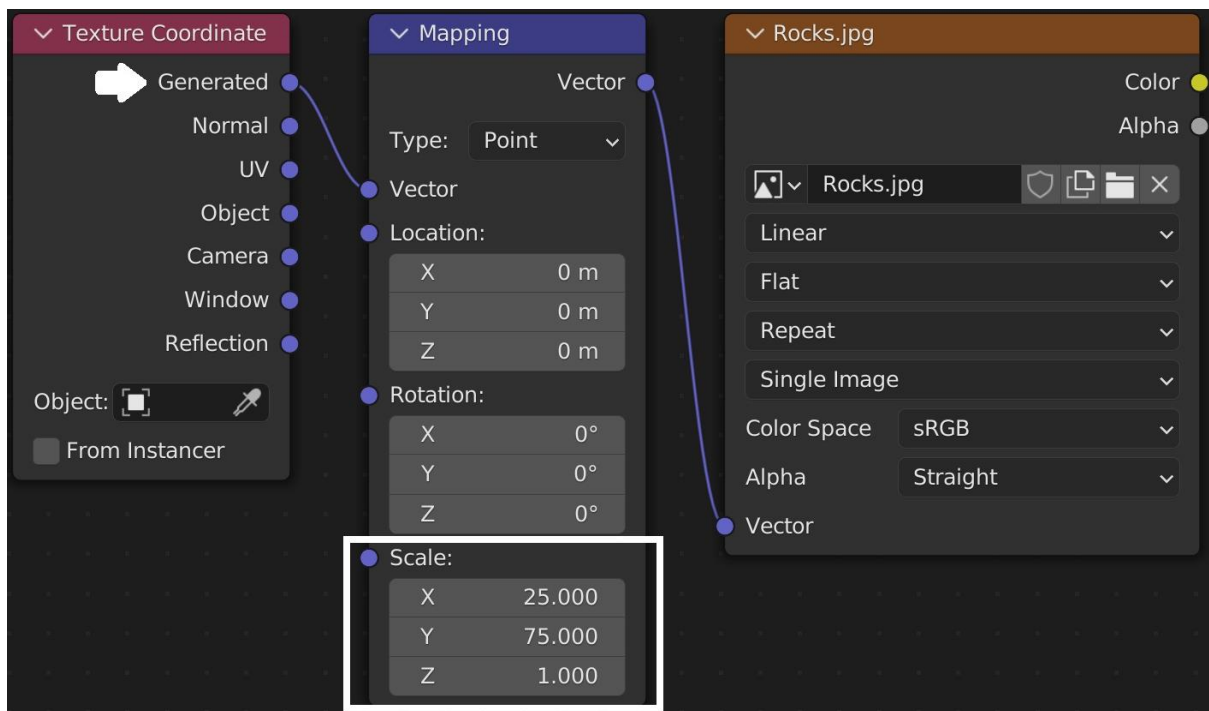 Texture Coordinate
Generated
Normal
UV
Object
Camera
Window
Reflection
Object:
From Instancer
Mapping
Vector
Type: Point
Vector
Location:
X 0 m
Y 0 m
Z 0 m
Rotation:
X 0°
Y 0°
Z 0°
Scale:
X 25.000
Y 75.000
Z 1.000
Rocks.jpg
Color
Alpha
Rocks.jpg
Linear
Flat
Repeat
Single Image
Color Space sRGB
Alpha Straight
Vector